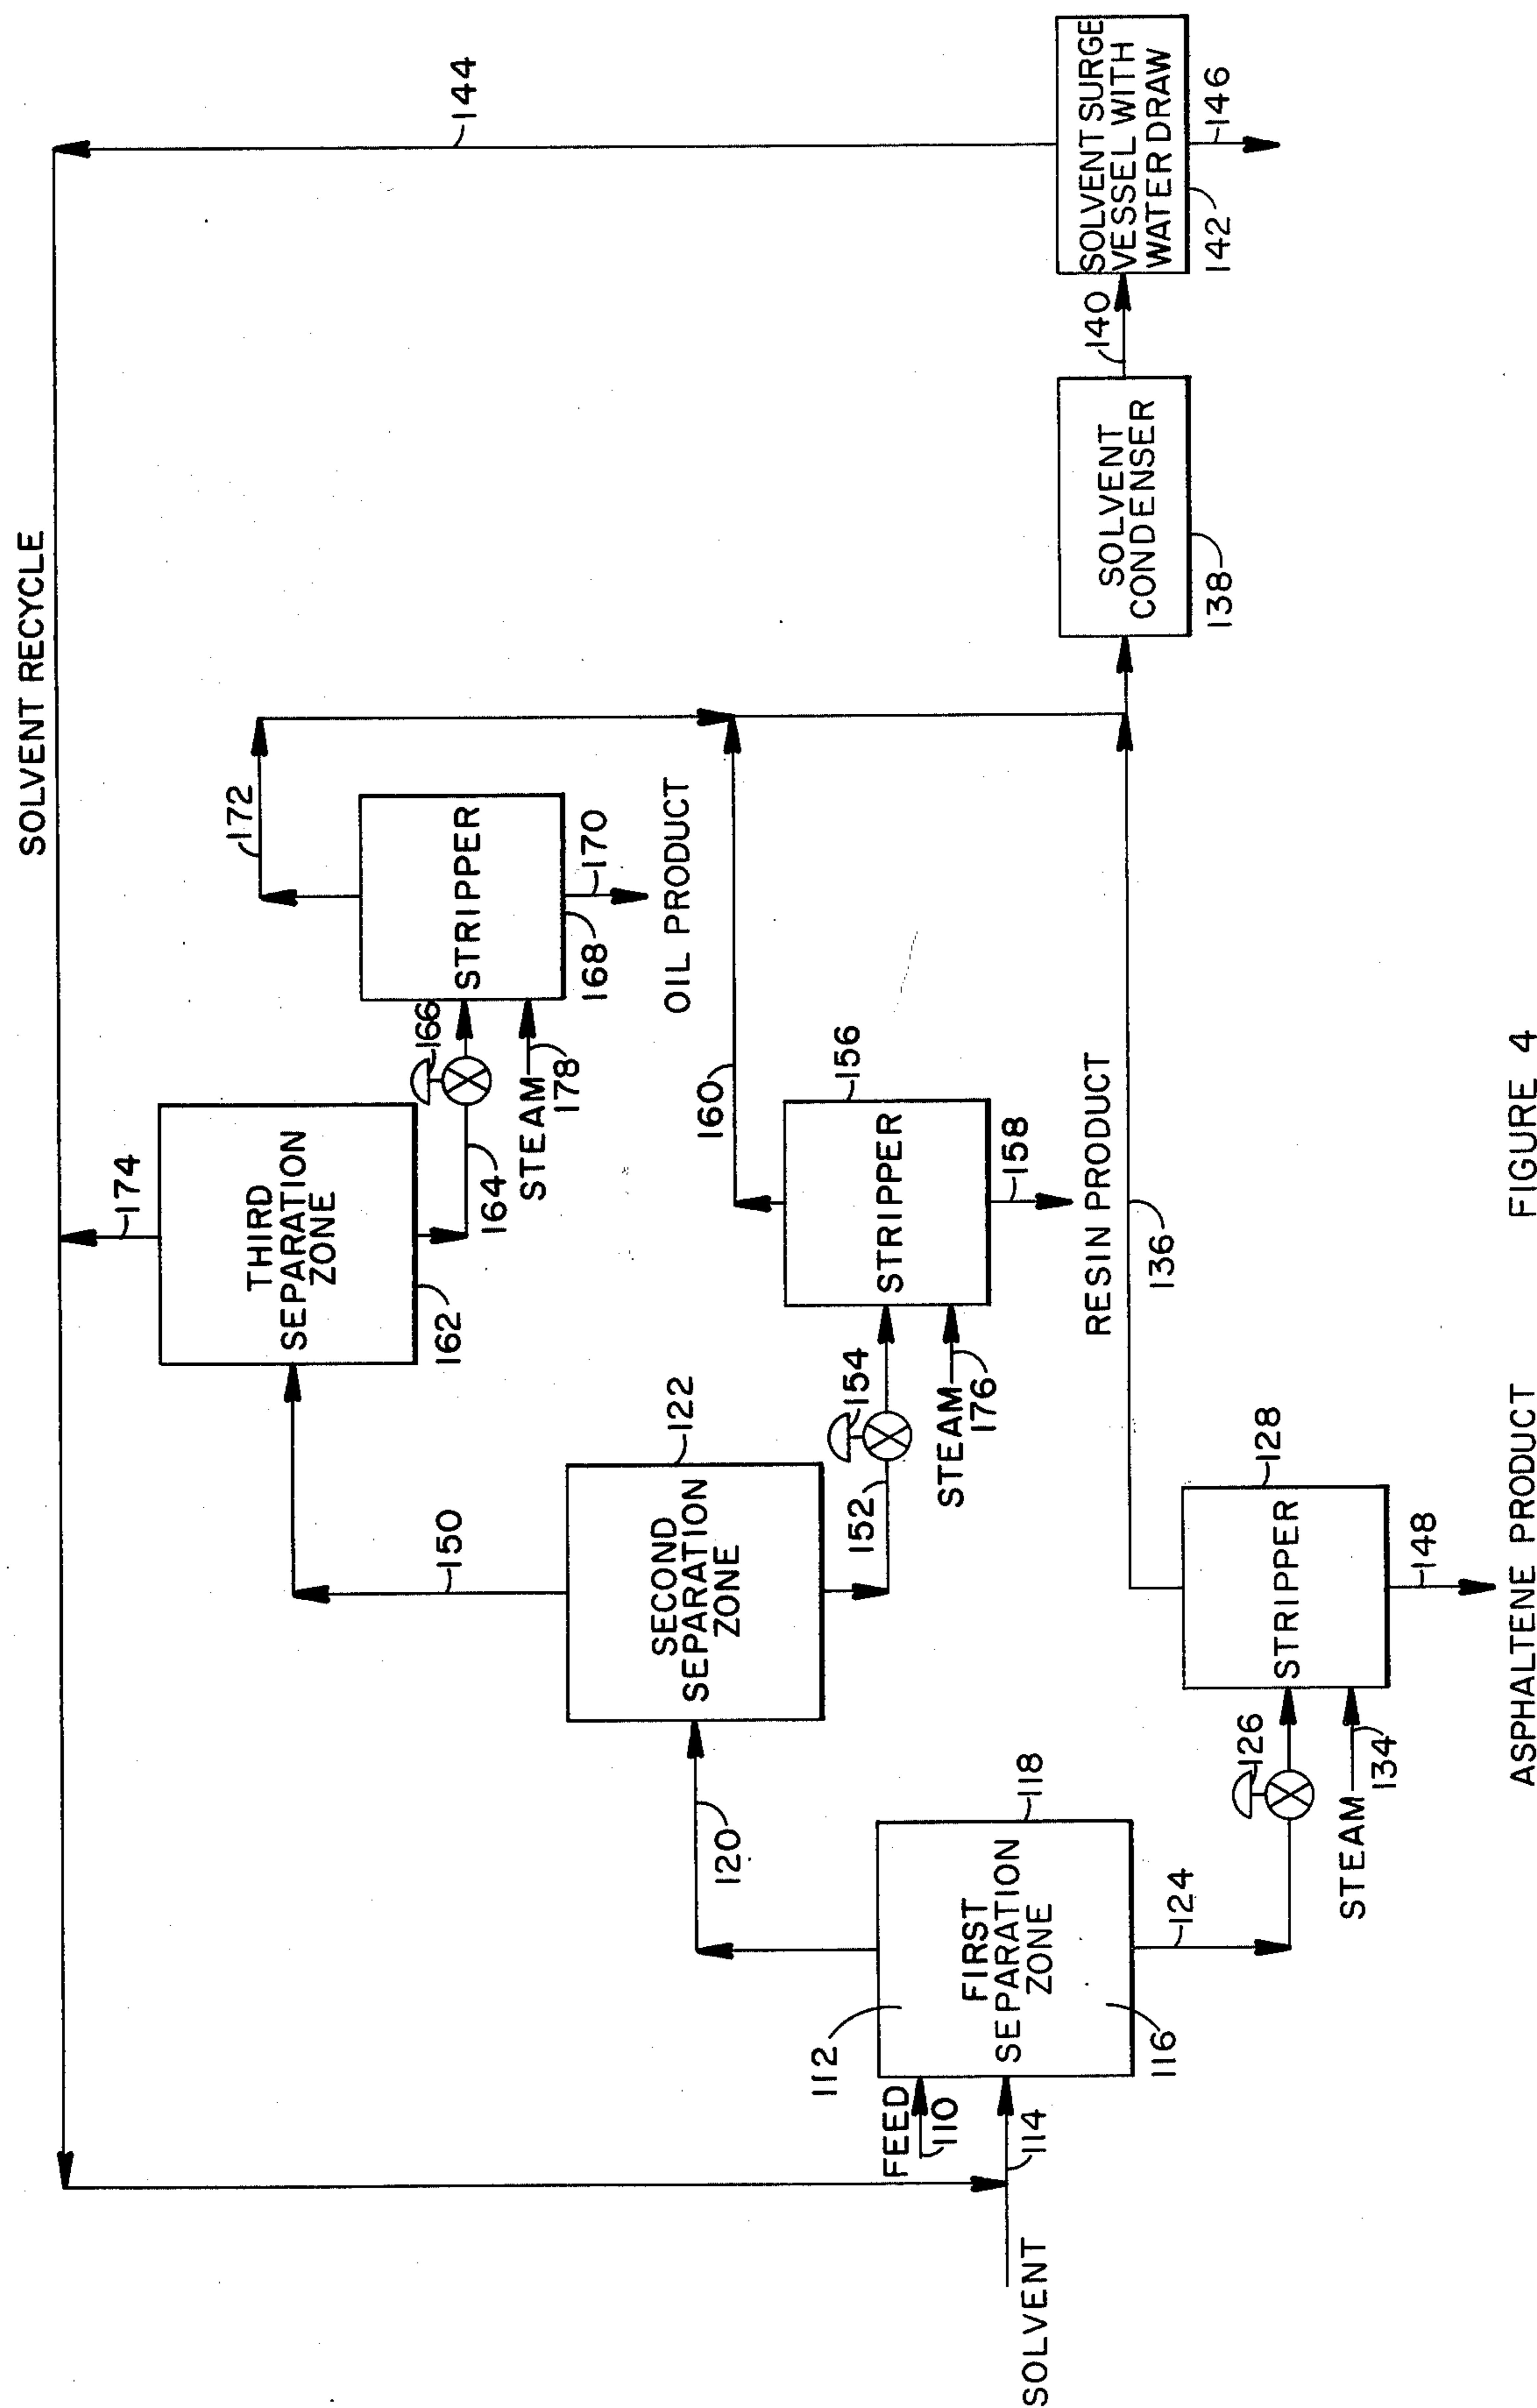 SOLVENT RECYCLE
144
174
172
THIRD
SEPARATION
ZONE
162
164
166
STEAM
178
STRIPPER
168
170
OIL PRODUCT
150
SECOND
SEPARATION
ZONE
122
152
154
STEAM
176
STRIPPER
156
158
RESIN PRODUCT
160
120
112
FEED
110
FIRST
SEPARATION
ZONE
118
116
114
SOLVENT
124
126
STEAM
134
STRIPPER
128
148
ASPHALTENE PRODUCT
136
SOLVENT
CONDENSER
138
140
SOLVENT SURGE
VESSEL WITH
WATER DRAW
142
146
FIGURE 4